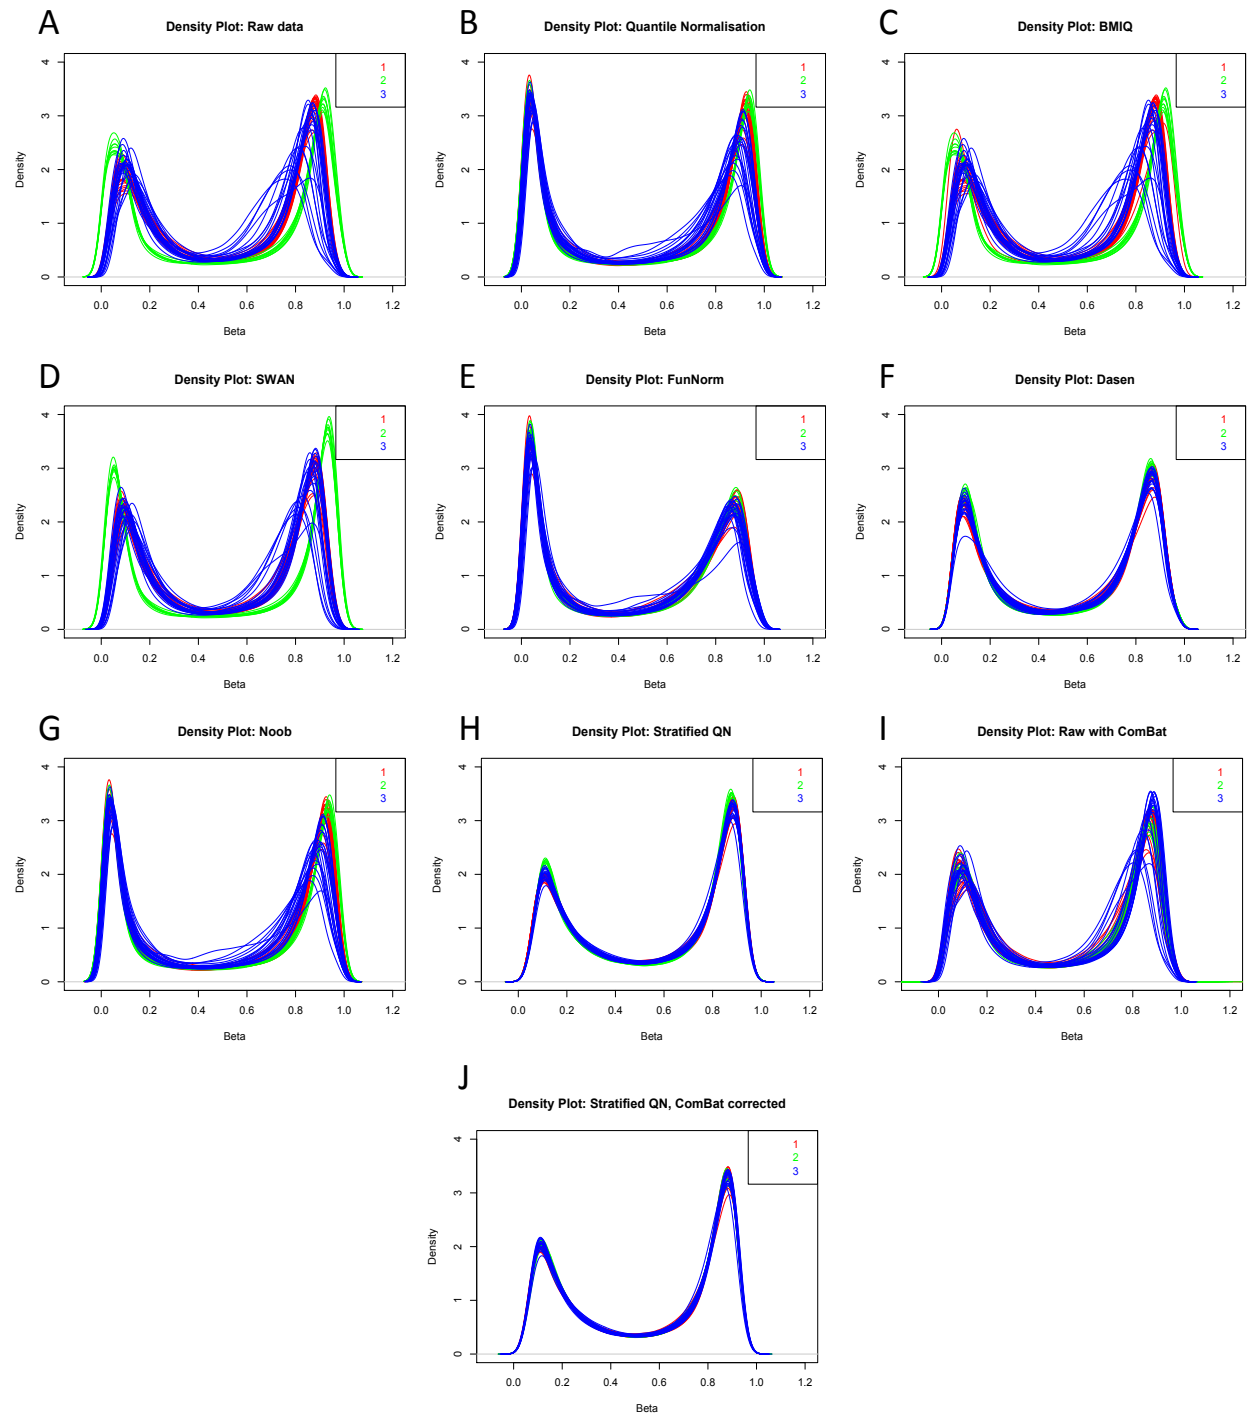 A
Density Plot: Raw data
Density
4
3
2
1
0
0.0 0.2 0.4 0.6 0.8 1.0 1.2
Beta
1
2
3
B
Density Plot: Quantile Normalisation
Density
4
3
2
1
0
0.0 0.2 0.4 0.6 0.8 1.0 1.2
Beta
1
2
3
C
Density Plot: BMIQ
Density
4
3
2
1
0
0.0 0.2 0.4 0.6 0.8 1.0 1.2
Beta
1
2
3
D
Density Plot: SWAN
Density
4
3
2
1
0
0.0 0.2 0.4 0.6 0.8 1.0 1.2
Beta
1
2
3
E
Density Plot: FunNorm
Density
4
3
2
1
0
0.0 0.2 0.4 0.6 0.8 1.0 1.2
Beta
1
2
3
F
Density Plot: Dasen
Density
4
3
2
1
0
0.0 0.2 0.4 0.6 0.8 1.0 1.2
Beta
1
2
3
G
Density Plot: Noob
Density
4
3
2
1
0
0.0 0.2 0.4 0.6 0.8 1.0 1.2
Beta
1
2
3
H
Density Plot: Stratified QN
Density
4
3
2
1
0
0.0 0.2 0.4 0.6 0.8 1.0 1.2
Beta
1
2
3
I
Density Plot: Raw with ComBat
Density
4
3
2
1
0
0.0 0.2 0.4 0.6 0.8 1.0 1.2
Beta
1
2
3
J
Density Plot: Stratified QN, ComBat corrected
Density
4
3
2
1
0
0.0 0.2 0.4 0.6 0.8 1.0 1.2
Beta
1
2
3